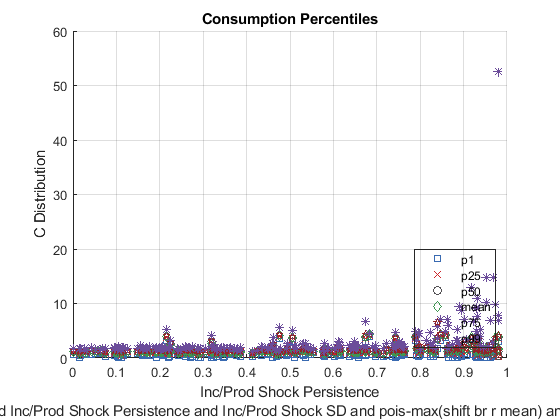 Consumption Percentiles
60
50
40
30
20
10
0
C Distribution
p1
p25
p50
mean
p75
0 0.1 0.2 0.3 0.4 0.5 0.6 0.7 0.8 0.9 1
Inc/Prod Shock Persistence
d Inc/Prod Shock Persistence and Inc/Prod Shock SD and pois-max(shift br r mean) a